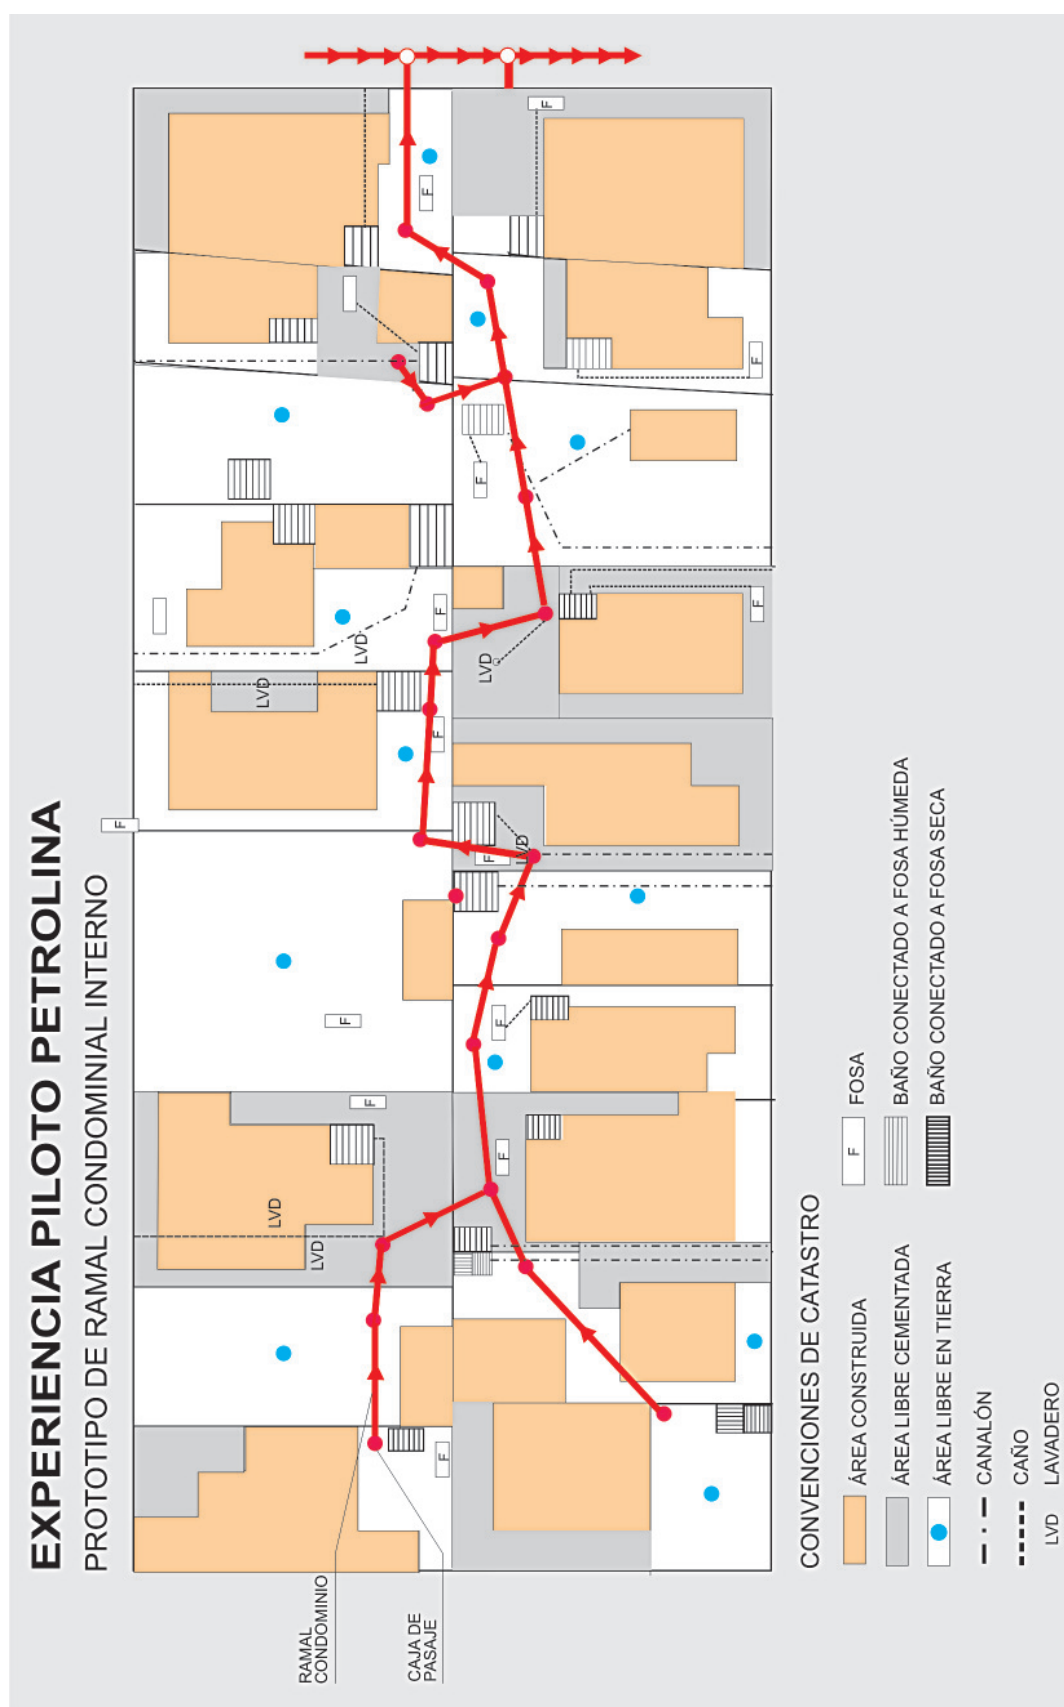 EXPERIENCIA PILOTO PETROLINA
PROTOTIPO DE RAMAL CONDOMINIAL INTERNO
F
F
F
F
F
LVD
F
LVD
F
LVD
F
LVD
F
F
LVD
F
F
F
F
LVD
LVD
F
RAMAL
CONDOMINIO
CAJA DE
PASAJE
CONVENCIONES DE CATASTRO
ÁREA CONSTRUIDA
ÁREA LIBRE CEMENTADA
ÁREA LIBRE EN TIERRA
CANALÓN
CAÑO
LVD LAVADERO
F FOSA
BAÑO CONECTADO A FOSA HÚMEDA
BAÑO CONECTADO A FOSA SECA